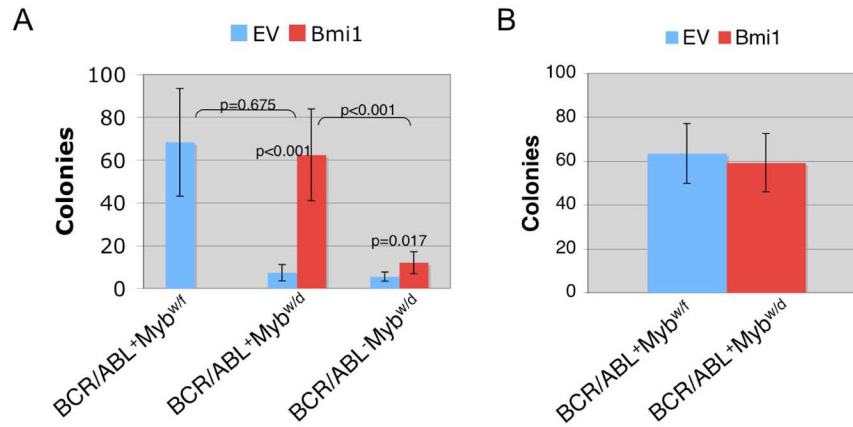 A
EV Bmi1
Colonies
100
80
60
40
20
0
p=0.675
p<0.001
p<0.001
p=0.017
BCR/ABL⁺Mybʷ/ᶠ
BCR/ABL⁺Mybʷ/ᵈ
BCR/ABL⁻Mybʷ/ᵈ
B
EV Bmi1
Colonies
100
80
60
40
20
0
BCR/ABL⁺Mybʷ/ᶠ
BCR/ABL⁺Mybʷ/ᵈ